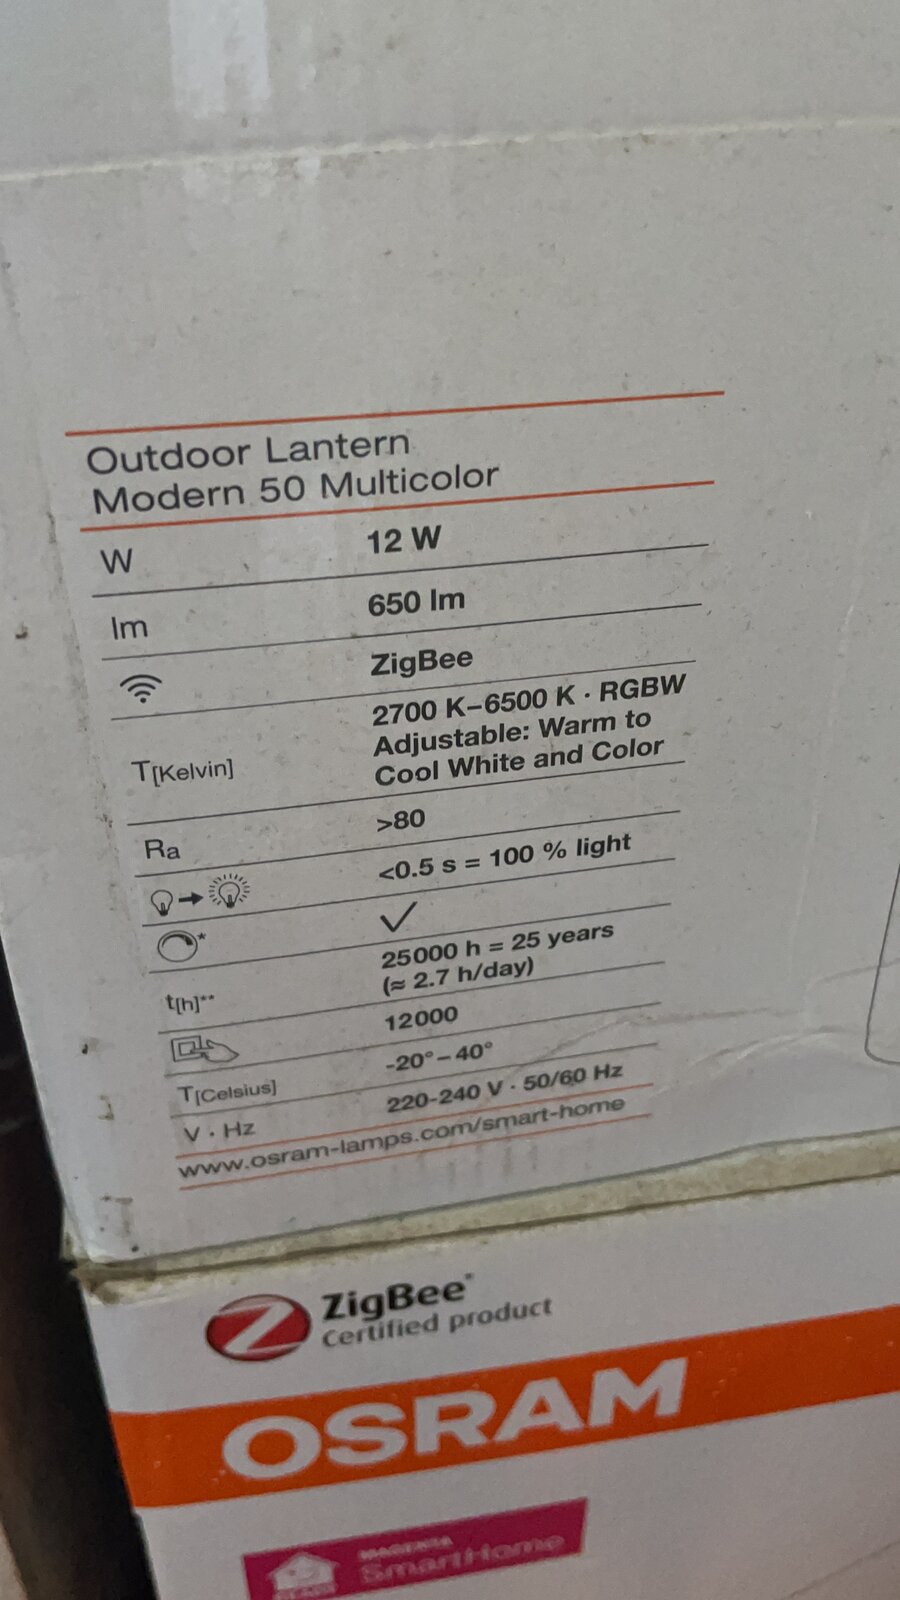 Outdoor Lantern
Modern 50 Multicolor
W 12 W
lm 650 lm
ZigBee
2700 K–6500 K · RGBW
T[Kelvin] Adjustable: Warm to
Cool White and Color
Ra >80
<0.5 s = 100 % light
*
25000 h = 25 years
t[h]** (≈ 2.7 h/day)
12000
T[Celsius] -20°– 40°
V · Hz 220-240 V · 50/60 Hz
www.osram-lamps.com/smart-home
ZigBee®
Certified product
OSRAM
MAGENTA
SmartHome